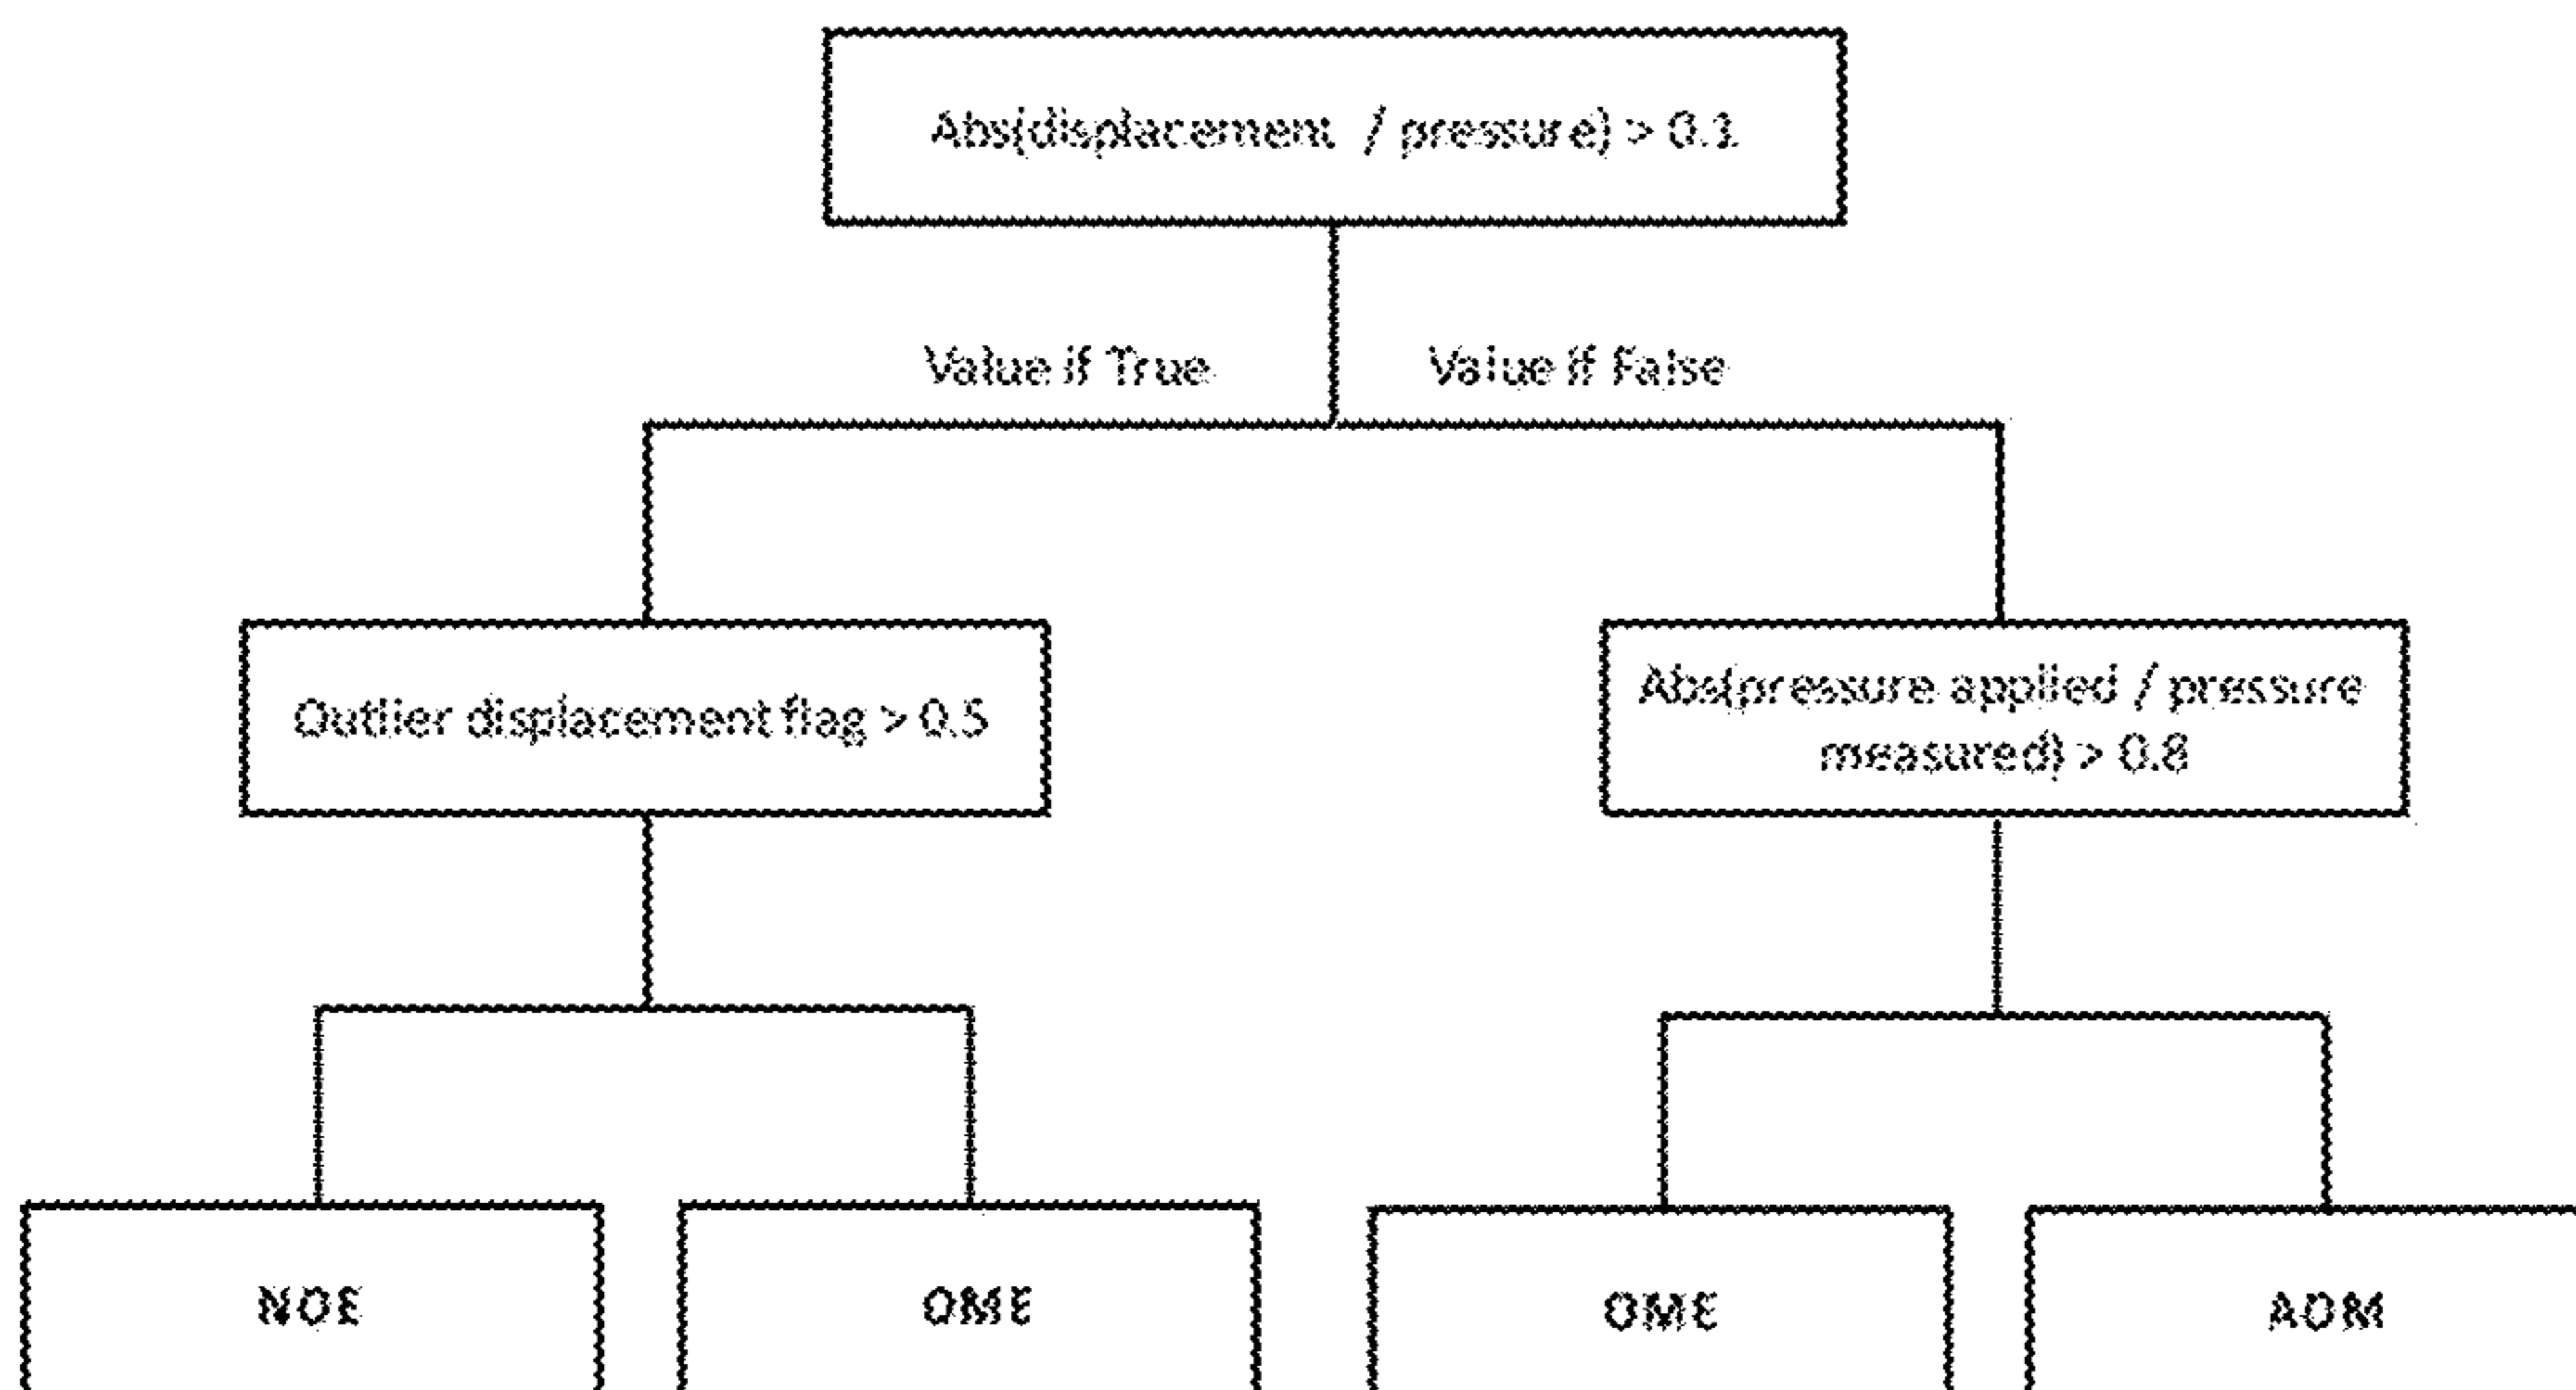 Abs(displacement / pressure) > 0.1
Value if True
Value if False
Outlier displacement flag > 0.5
Abs(pressure applied / pressure
measured) > 0.8
NOE
OME
OME
AOM